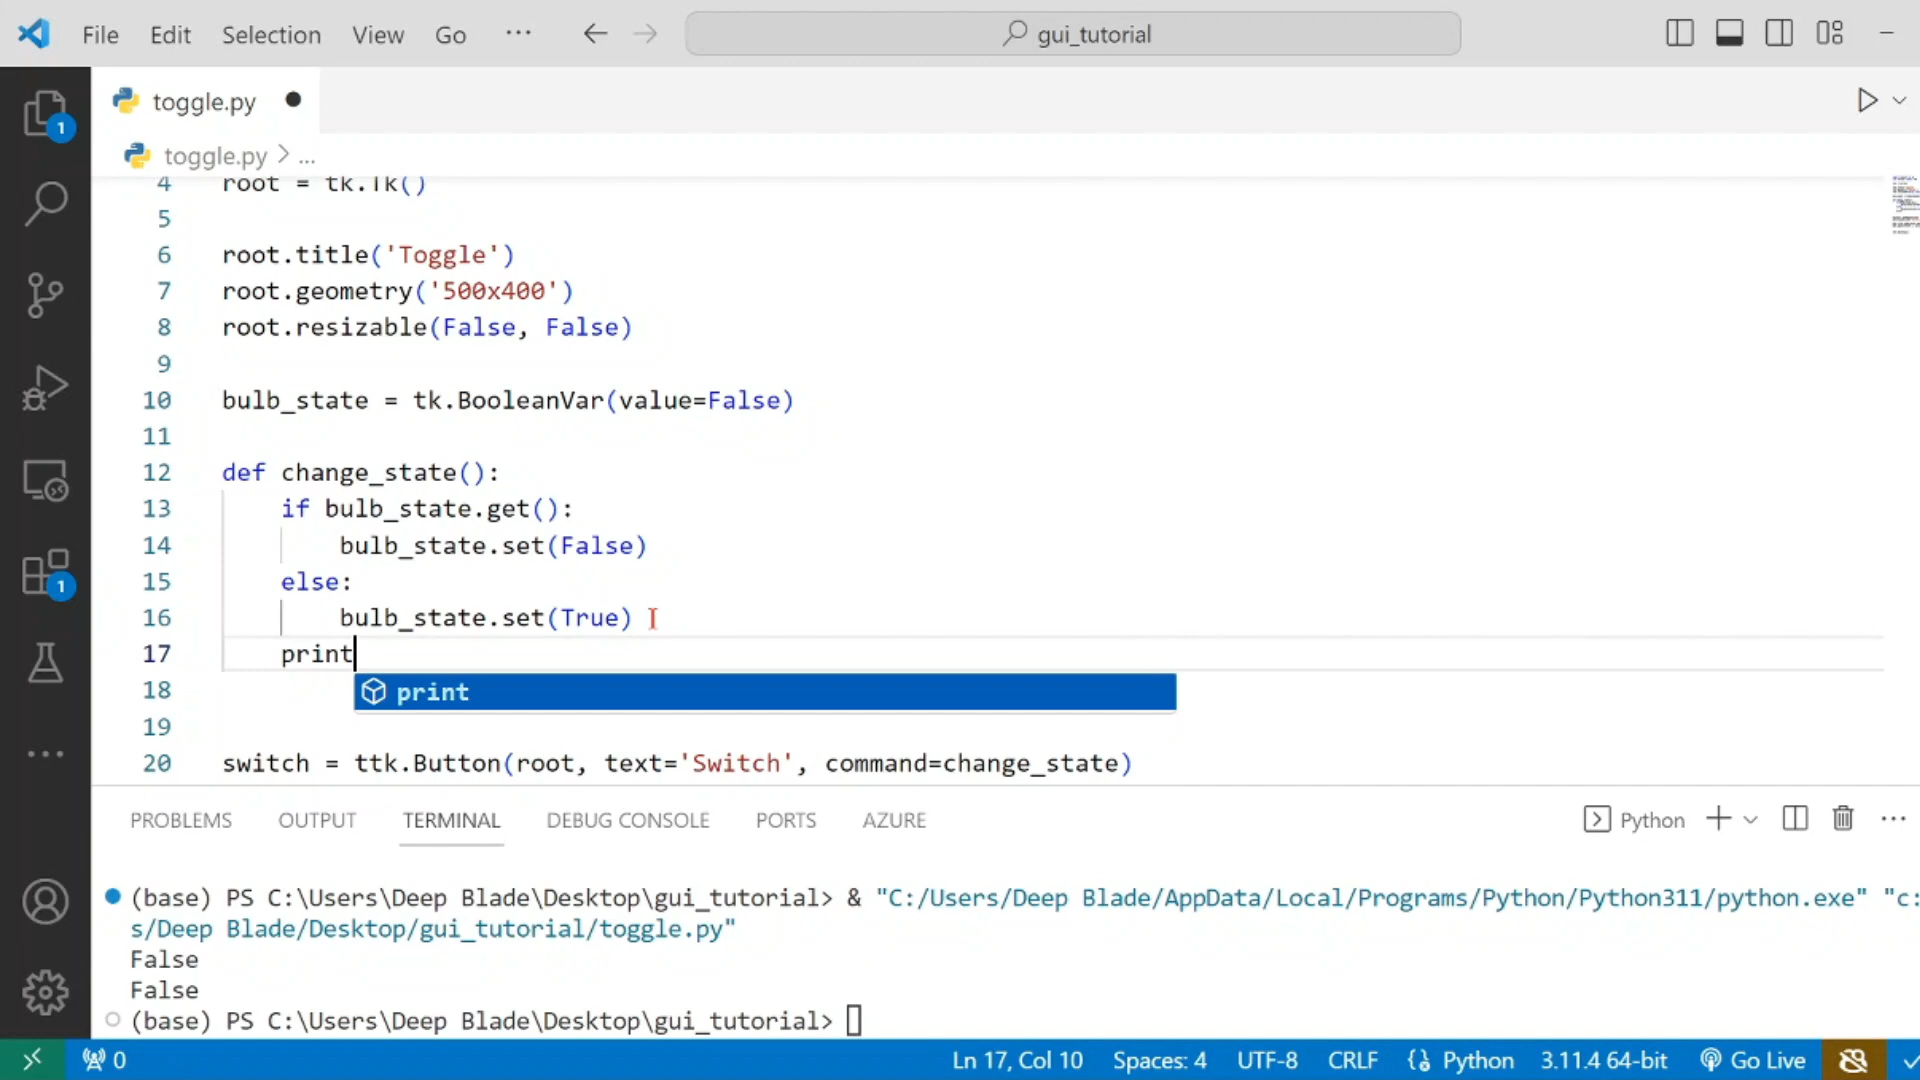 File Edit Selection View Go ··· gui_tutorial
toggle.py
1
toggle.py > ...
4 root = tk.Tk()
5
6 root.title('Toggle')
7 root.geometry('500x400')
8 root.resizable(False, False)
9
10 bulb_state = tk.BooleanVar(value=False)
11
12 def change_state():
13 if bulb_state.get():
14 bulb_state.set(False)
15 else:
1
16 bulb_state.set(True)
17 print
18 print
19
20 switch = ttk.Button(root, text='Switch', command=change_state)
PROBLEMS OUTPUT TERMINAL DEBUG CONSOLE PORTS AZURE Python
(base) PS C:\Users\Deep Blade\Desktop\gui_tutorial> & "C:/Users/Deep Blade/AppData/Local/Programs/Python/Python311/python.exe" "c:
s/Deep Blade/Desktop/gui_tutorial/toggle.py"
False
False
(base) PS C:\Users\Deep Blade\Desktop\gui_tutorial>
0 Ln 17, Col 10 Spaces: 4 UTF-8 CRLF Python 3.11.4 64-bit Go Live